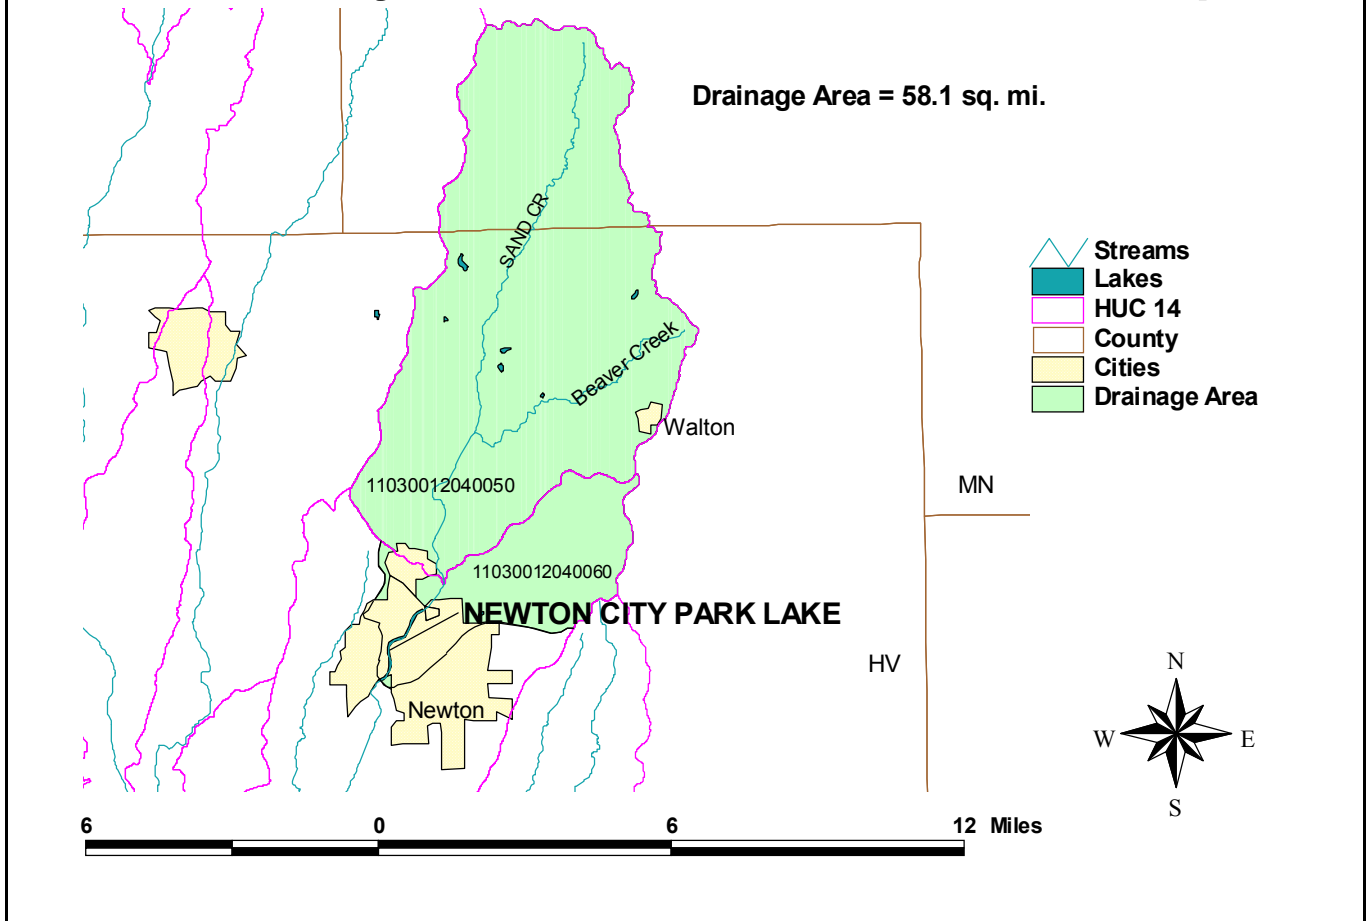 Drainage Area = 58.1 sq. mi.
SAND CR
Streams
Lakes
HUC 14
County
Cities
Drainage Area
Beaver Creek
Walton
11030012040050
MN
11030012040060
NEWTON CITY PARK LAKE
HV
Newton
N
W
E
S
6 0 6 12 Miles